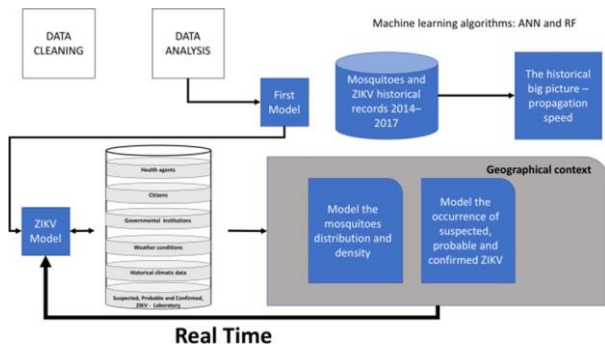 Machine learning algorithms: ANN and RF
DATA
CLEANING
DATA
ANALYSIS
First
Model
Mosquitoes and
ZIKV historical
records 2014–
2017
The historical
big picture –
propagation
speed
ZIKV
Model
Health agents
Citizens
Governmental institutions
Weather conditions
Historical climatic data
Suspected, Probable and Confirmed,
ZIKV - Laboratory
Geographical context
Model the
mosquitoes
distribution and
density
Model the
occurrence of
suspected,
probable and
confirmed ZIKV
Real Time